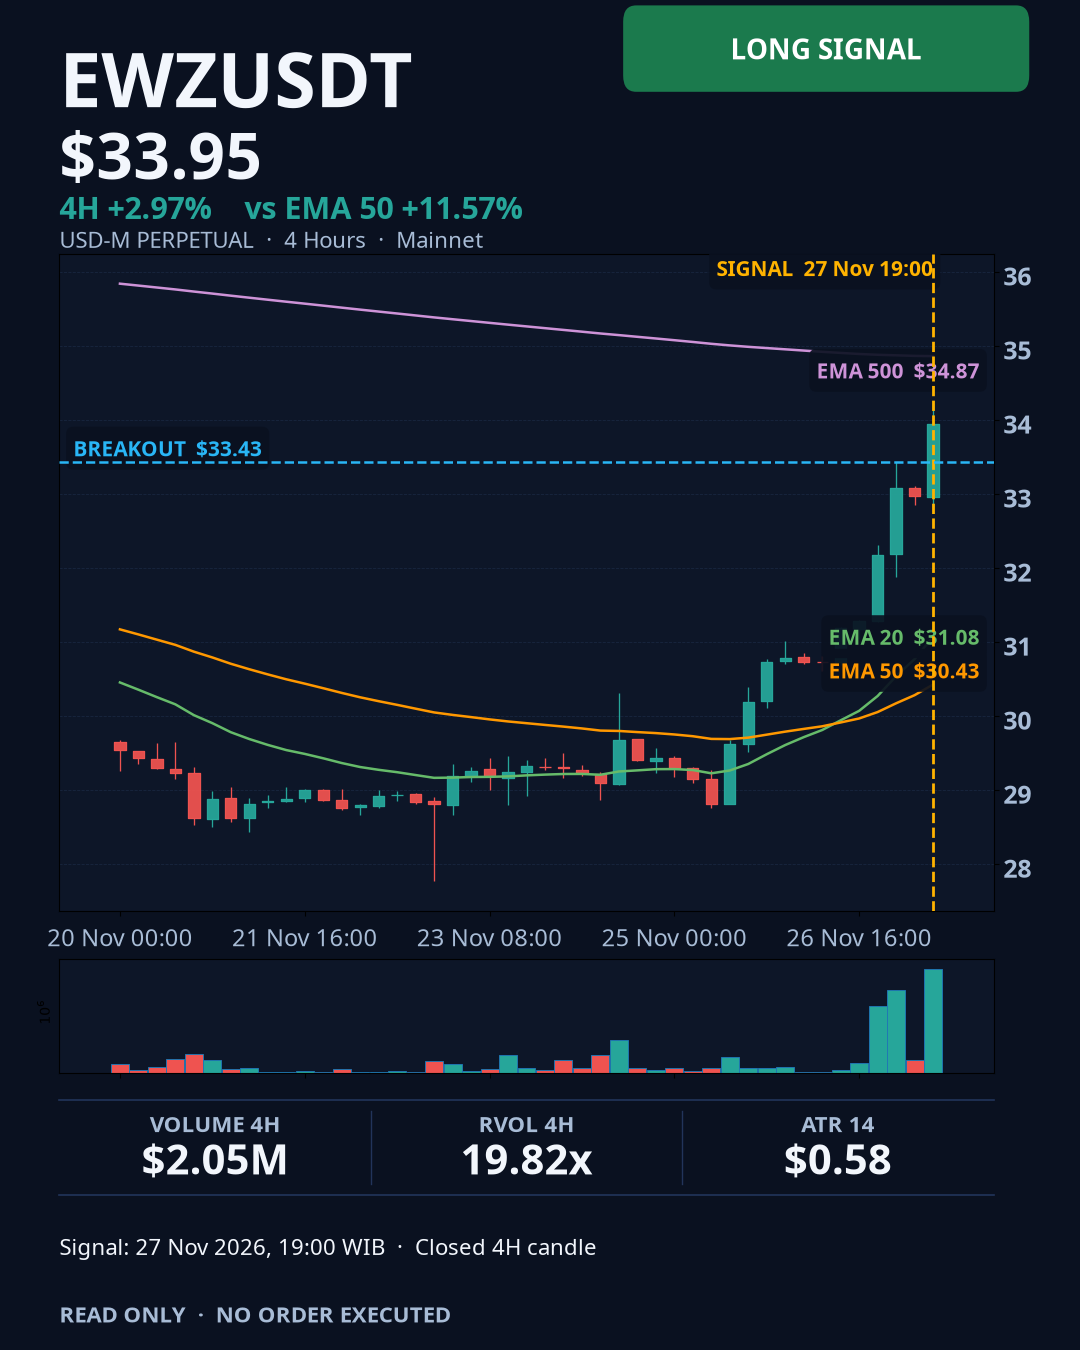 LONG SIGNAL
EWZUSDT
$33.95
4H +2.97% vs EMA 50 +11.57%
USD-M PERPETUAL · 4 Hours · Mainnet
SIGNAL 27 Nov 19:00
36
35
EMA 500 $34.87
34
BREAKOUT $33.43
33
32
31
EMA 20 $31.08
EMA 50 $30.43
30
29
28
20 Nov 00:00 21 Nov 16:00 23 Nov 08:00 25 Nov 00:00 26 Nov 16:00
10⁶
VOLUME 4H RVOL 4H ATR 14
$2.05M 19.82x $0.58
Signal: 27 Nov 2026, 19:00 WIB · Closed 4H candle
READ ONLY · NO ORDER EXECUTED